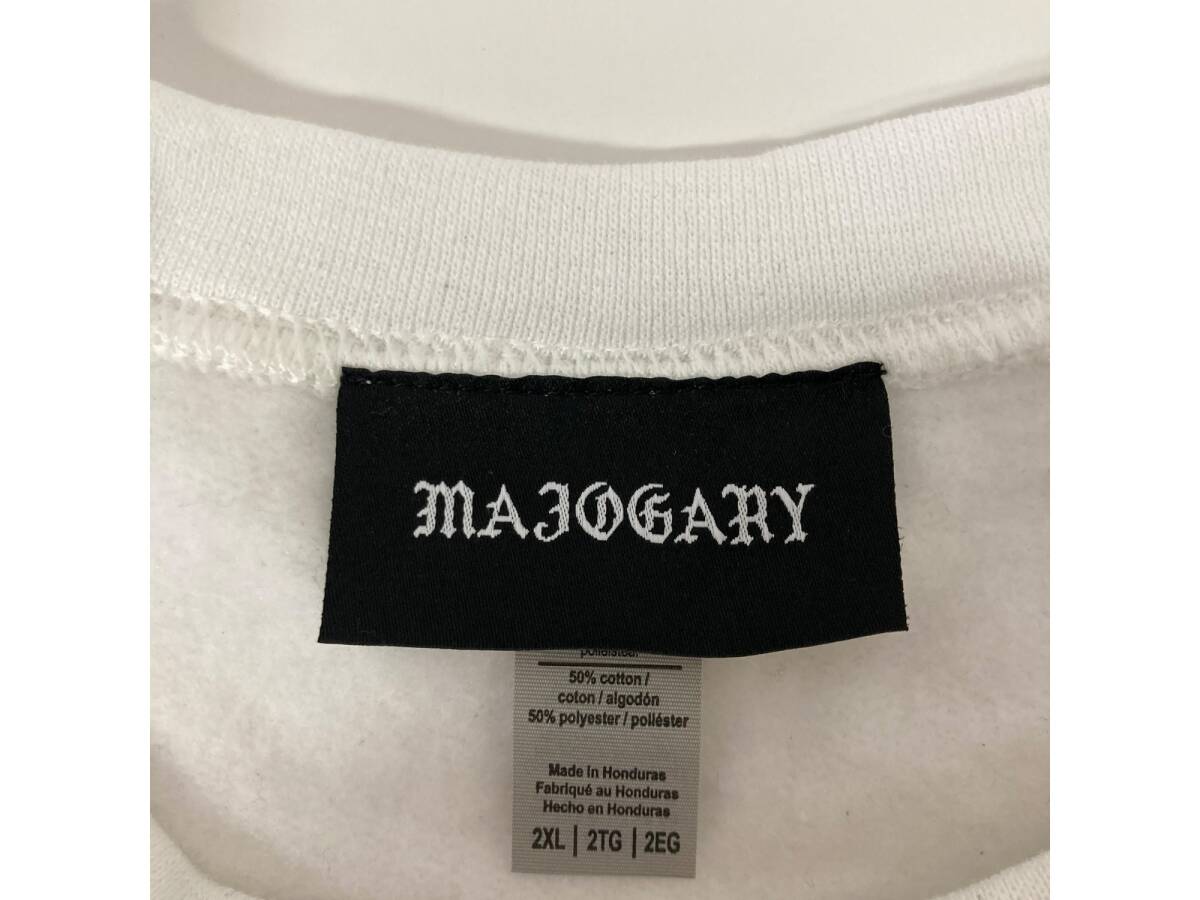 MAJOGARY
50% cotton /
coton / algodón
50% polyester / poliéster
Made in Honduras
Fabriqué au Honduras
Hecho en Honduras
2XL | 2TG | 2EG